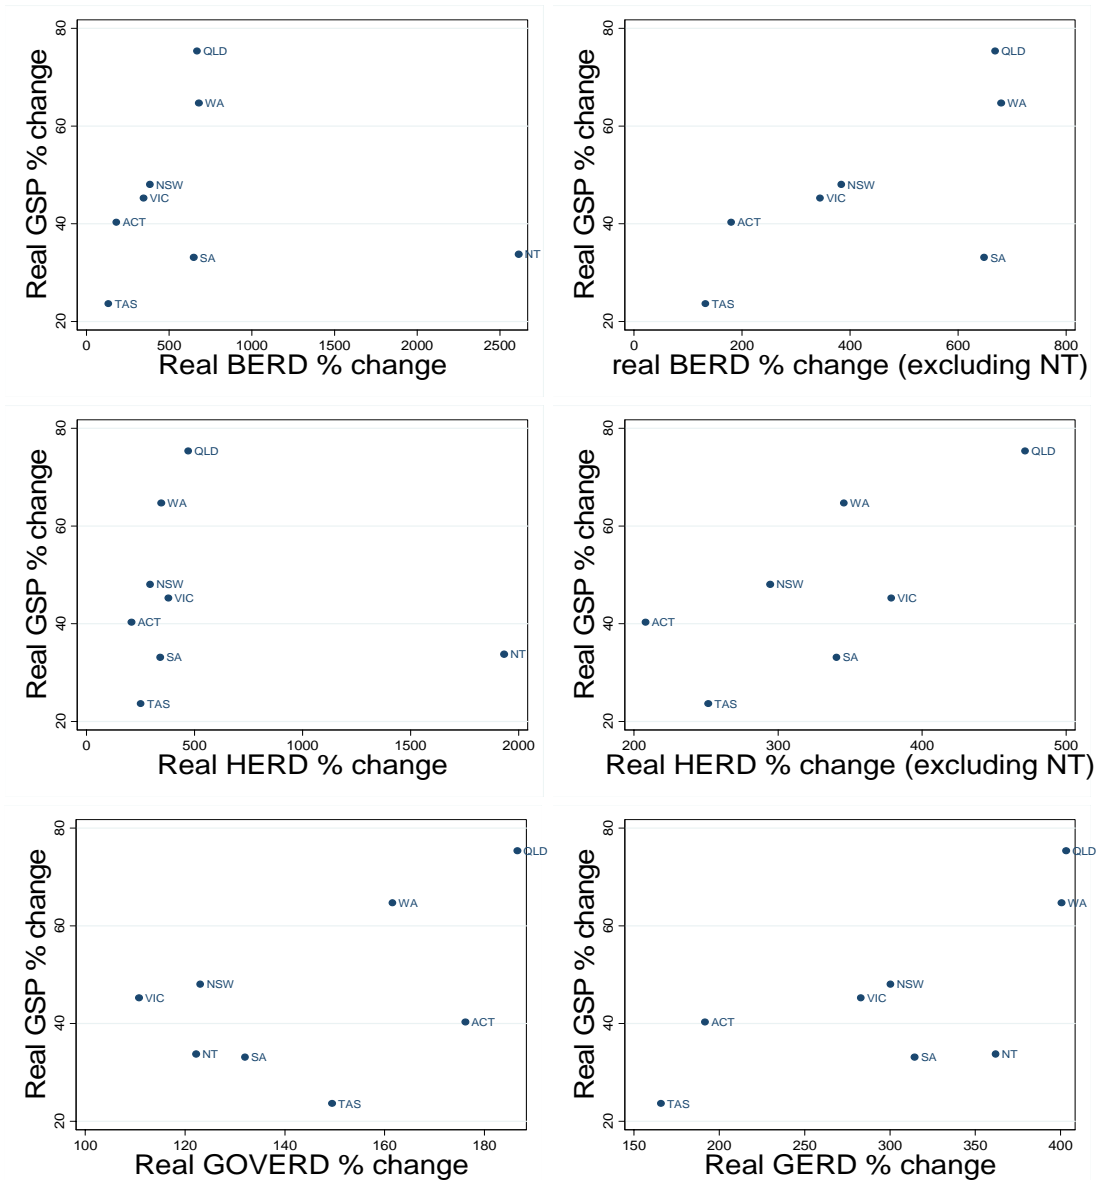 Real GSP % change
80
60
40
20
QLD
WA
NSW
VIC
ACT
SA
NT
TAS
0 500 1000 1500 2000 2500
Real BERD % change
Real GSP % change
80
60
40
20
QLD
WA
NSW
VIC
ACT
SA
TAS
0 200 400 600 800
real BERD % change (excluding NT)
Real GSP % change
80
60
40
20
QLD
WA
NSW
VIC
ACT
SA
NT
TAS
0 500 1000 1500 2000
Real HERD % change
Real GSP % change
80
60
40
20
QLD
WA
NSW
VIC
ACT
SA
TAS
200 300 400 500
Real HERD % change (excluding NT)
Real GSP % change
80
60
40
20
QLD
WA
NSW
VIC
ACT
NT
SA
TAS
100 120 140 160 180
Real GOVERD % change
Real GSP % change
80
60
40
20
QLD
WA
NSW
VIC
ACT
SA
NT
TAS
150 200 250 300 350 400
Real GERD % change